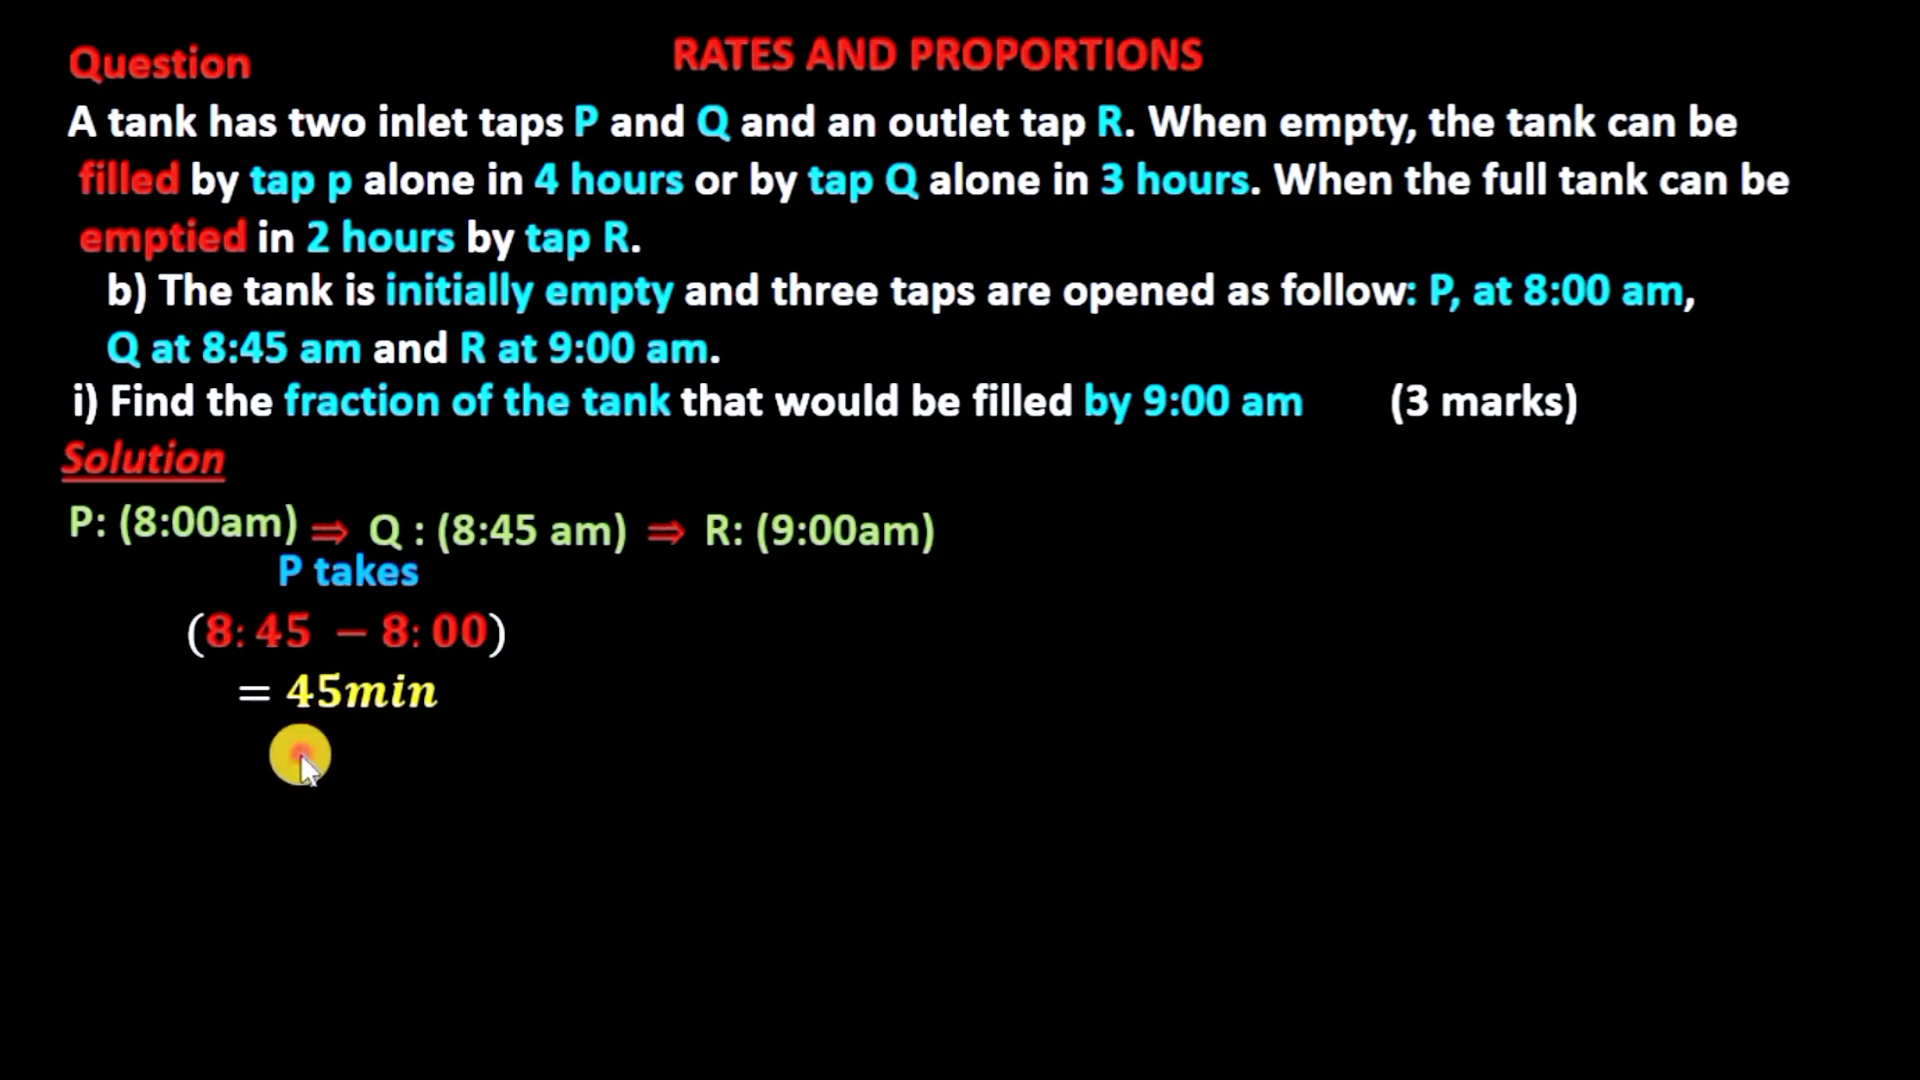 Question
RATES AND PROPORTIONS
A tank has two inlet taps P and Q and an outlet tap R. When empty, the tank can be
filled by tap p alone in 4 hours or by tap Q alone in 3 hours. When the full tank can be
emptied in 2 hours by tap R.
b) The tank is initially empty and three taps are opened as follow: P, at 8:00 am,
Q at 8:45 am and R at 9:00 am.
i) Find the fraction of the tank that would be filled by 9:00 am (3 marks)
Solution
P: (8:00am) ⇒ Q : (8:45 am) ⇒ R: (9:00am)
P takes
(8: 45 − 8: 00)
= 45min